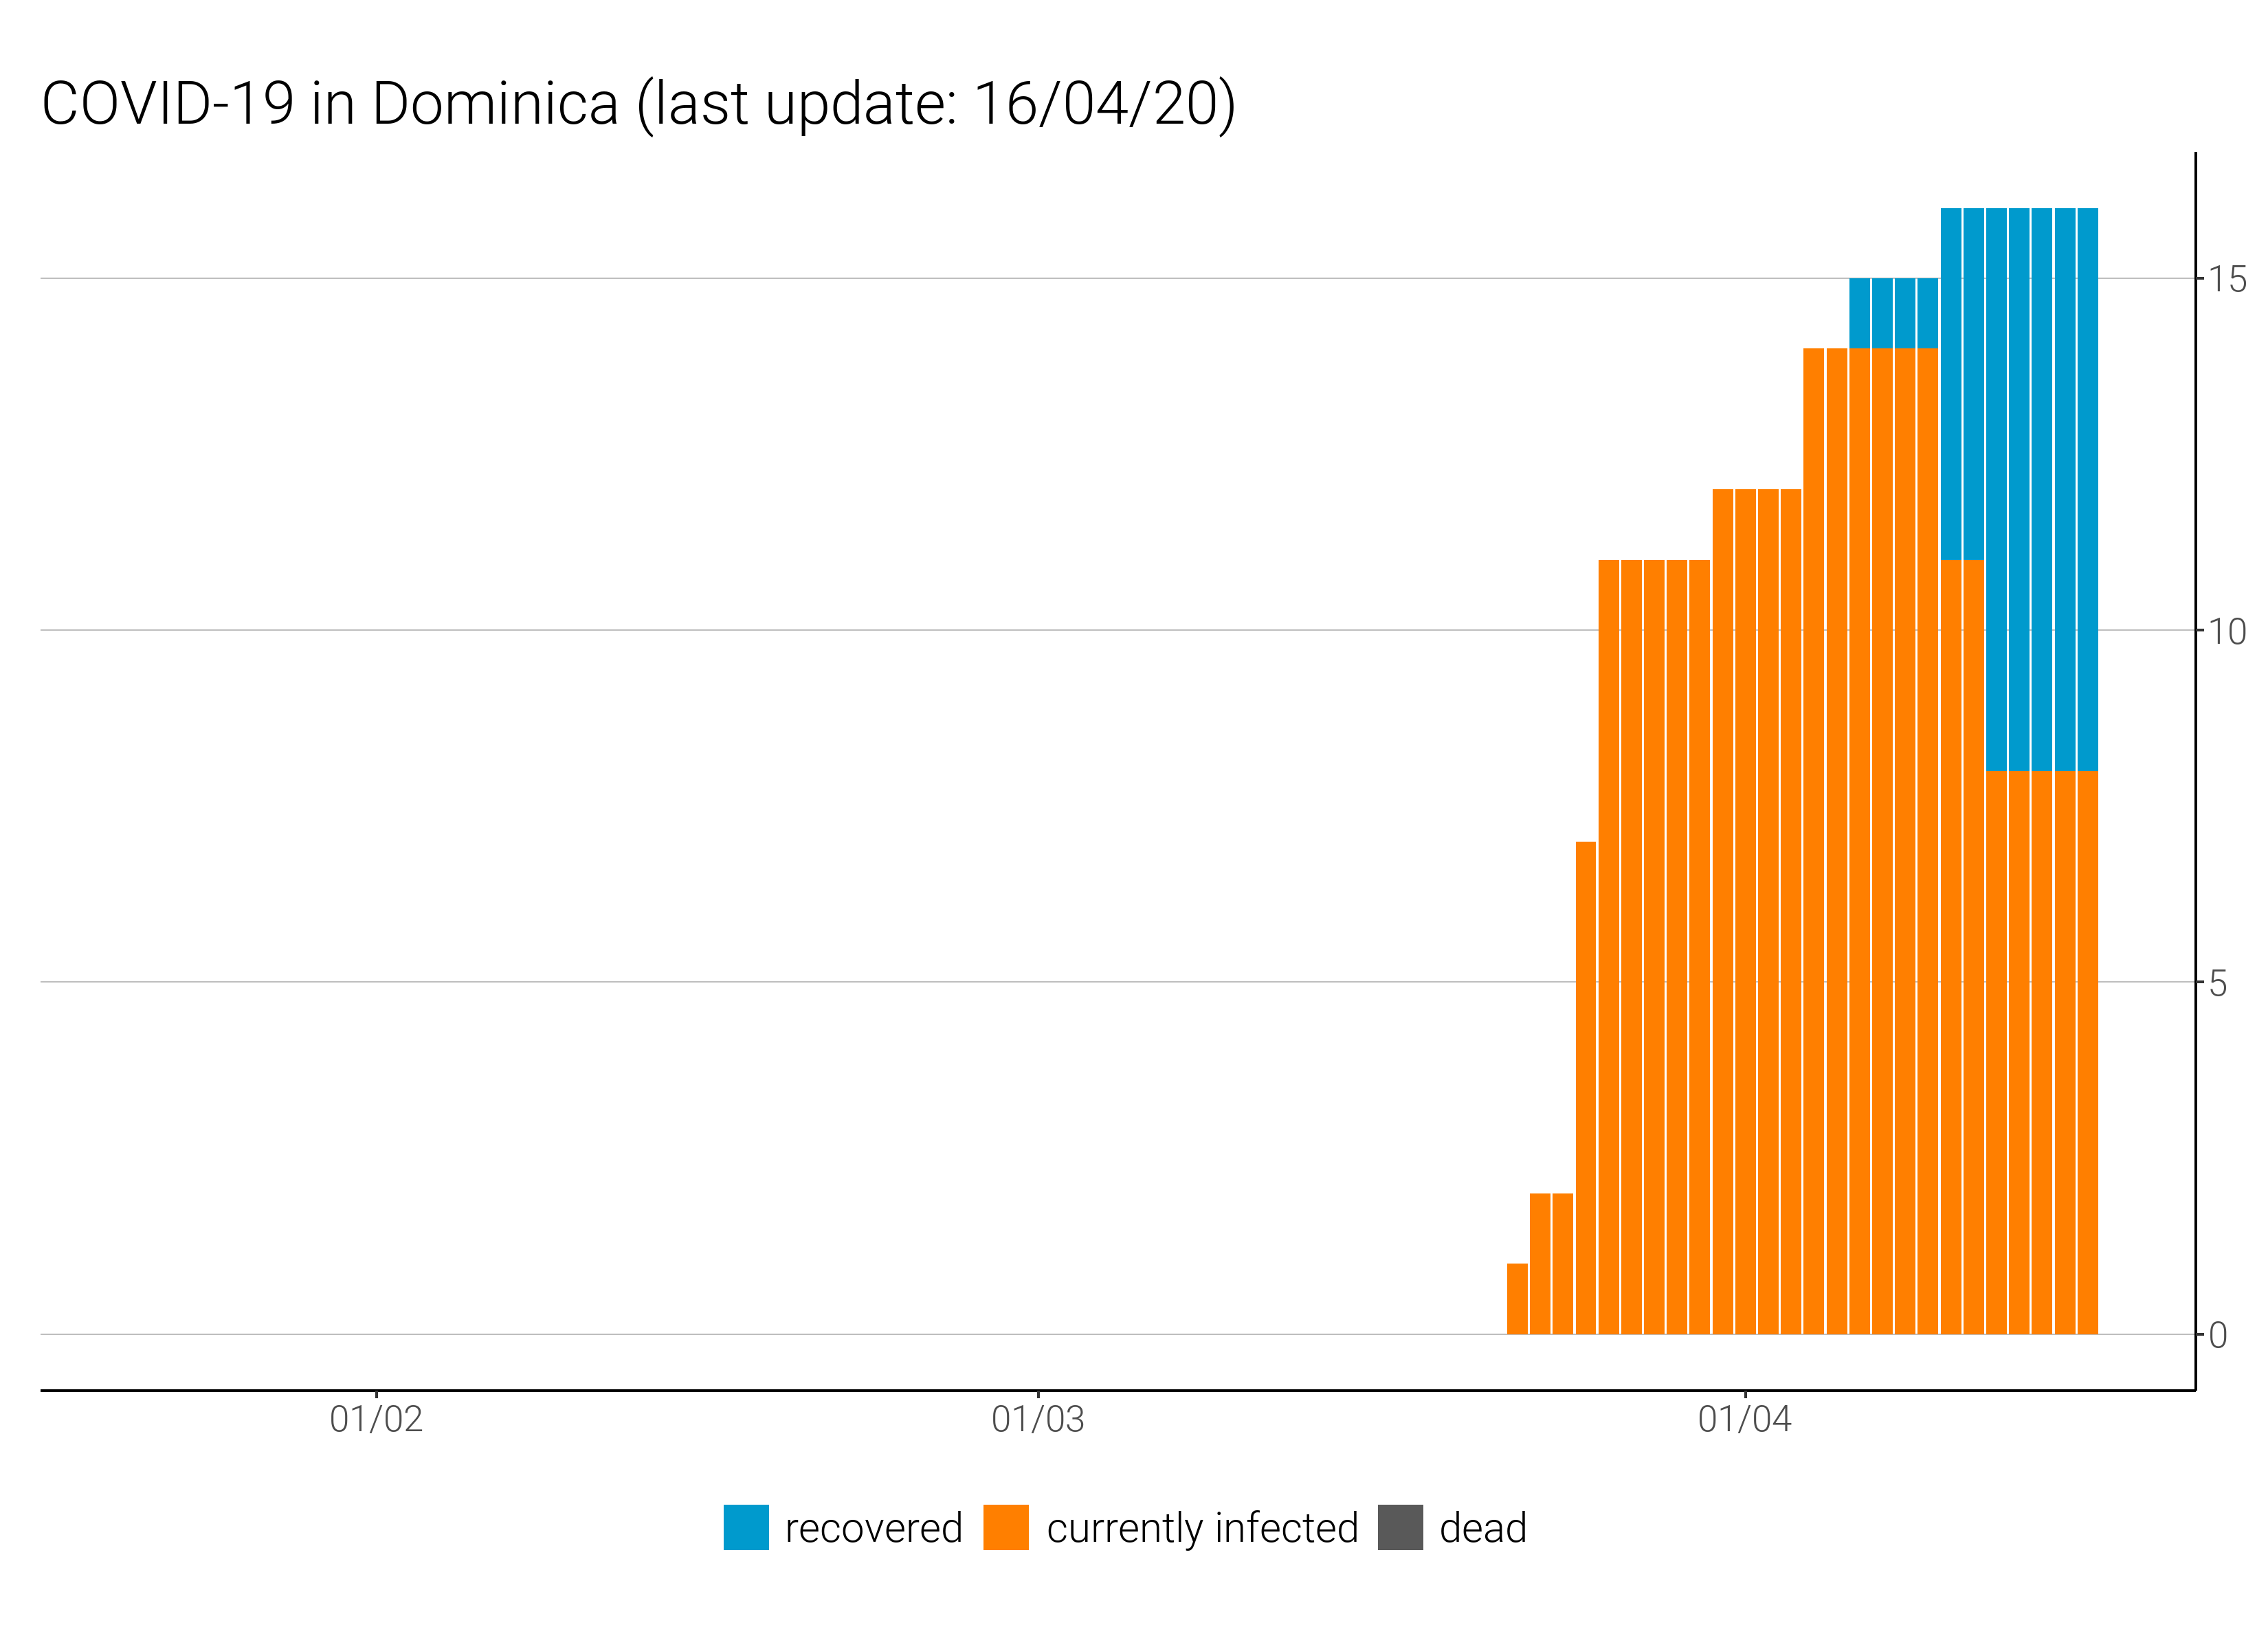 COVID-19 in Dominica (last update: 16/04/20)
15
10
5
0
01/02 01/03 01/04
recovered currently infected dead